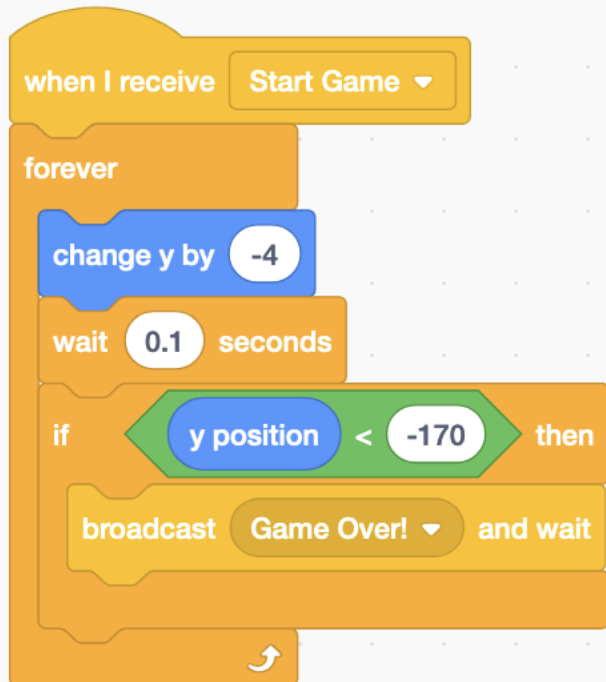 when I receive Start Game
forever
change y by -4
wait 0.1 seconds
if y position < -170 then
broadcast Game Over! and wait